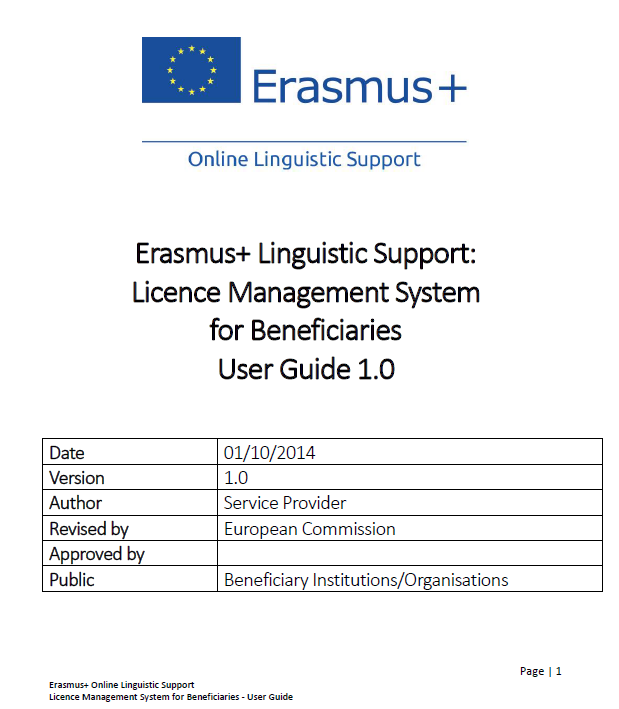 Erasmus+
Online Linguistic Support
Erasmus+ Linguistic Support:
Licence Management System
for Beneficiaries
User Guide 1.0
Date 01/10/2014
Version 1.0
Author Service Provider
Revised by European Commission
Approved by
Public Beneficiary Institutions/Organisations
Page | 1
Erasmus+ Online Linguistic Support
Licence Management System for Beneficiaries - User Guide